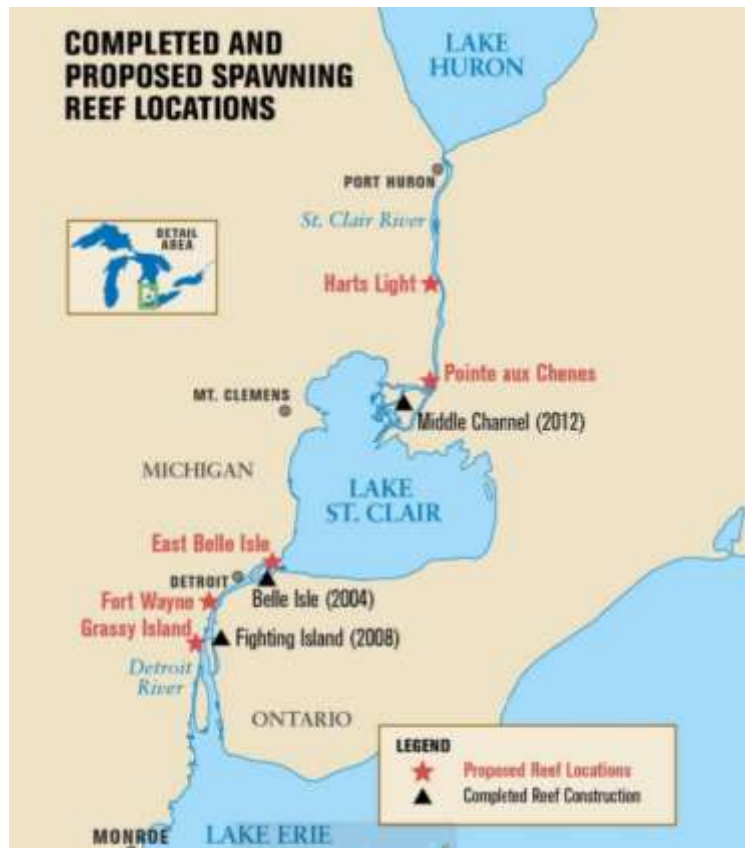 COMPLETED AND
PROPOSED SPAWNING
REEF LOCATIONS
LAKE
HURON
PORT HURON
St. Clair River
DETAIL
AREA
Harts Light
Pointe aux Chenes
MT. CLEMENS
Middle Channel (2012)
MICHIGAN
LAKE
ST. CLAIR
East Belle Isle
DETROIT
Belle Isle (2004)
Fort Wayne
Grassy Island
Fighting Island (2008)
Detroit
River
ONTARIO
LEGEND
Proposed Reef Locations
Completed Reef Construction
MONROE
LAKE ERIE